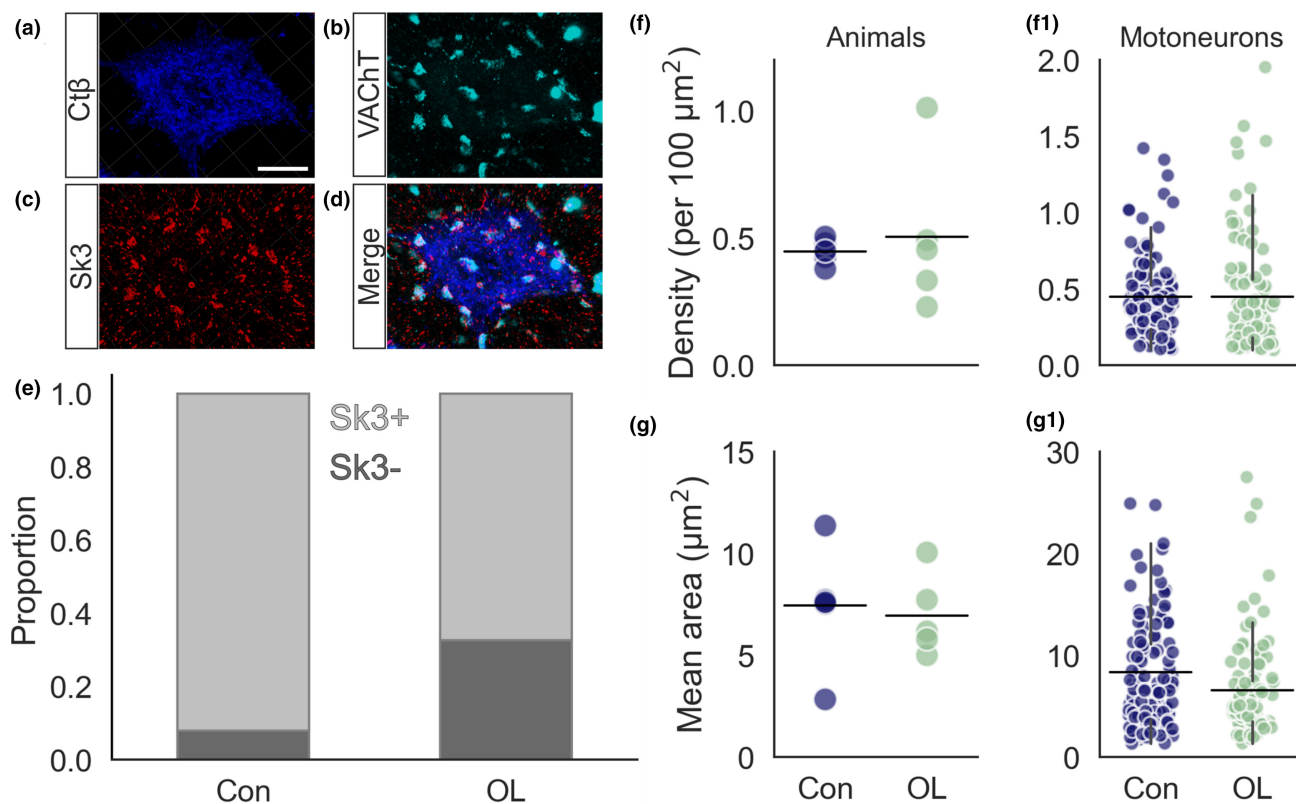 (a)
Ctβ
(b)
VAChT
(c)
Sk3
(d)
Merge
(e)
Proportion
1.0
0.8
0.6
0.4
0.2
0.0
Sk3+
Sk3-
Con
OL
(f)
Animals
Density (per 100 µm²)
1.0
0.5
0.0
(f1)
Motoneurons
2.0
1.5
1.0
0.5
0.0
(g)
Mean area (µm²)
15
10
5
0
Con
OL
(g1)
30
20
10
0
Con
OL